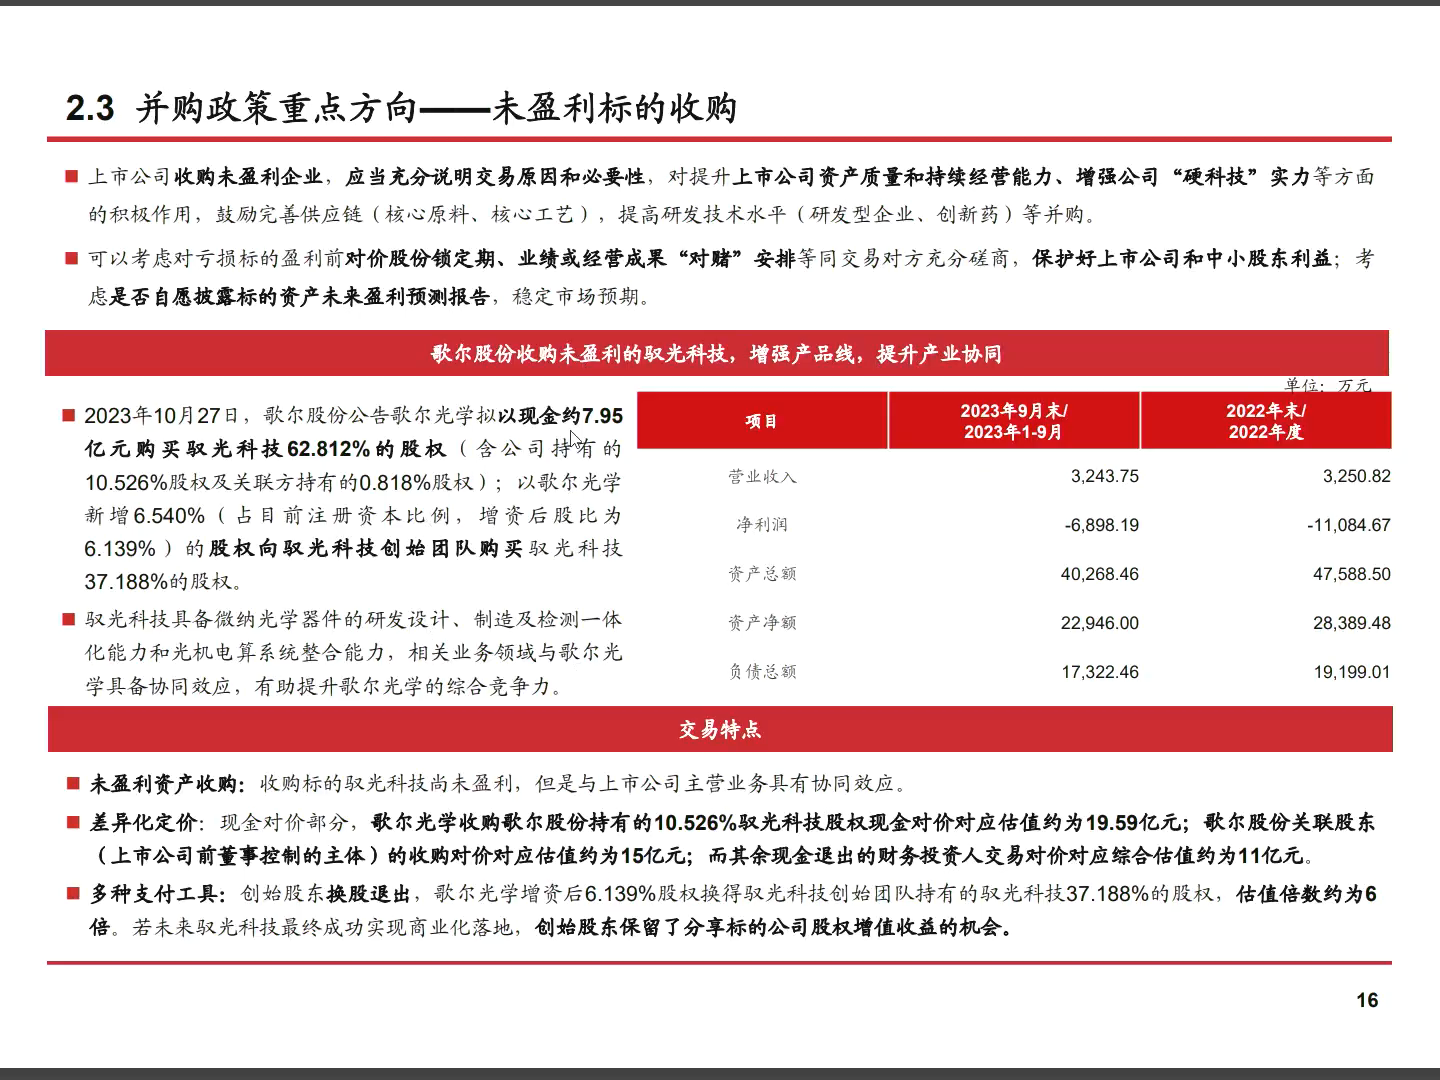 2.3 并购政策重点方向——未盈利标的收购
上市公司收购未盈利企业，应当充分说明交易原因和必要性，对提升上市公司资产质量和持续经营能力、增强公司“硬科技”实力等方面
的积极作用，鼓励完善供应链（核心原料、核心工艺），提高研发技术水平（研发型企业、创新药）等并购。
可以考虑对亏损标的盈利前对价股份锁定期、业绩或经营成果“对赌”安排等同交易对方充分磋商，保护好上市公司和中小股东利益；考
虑是否自愿披露标的资产未来盈利预测报告，稳定市场预期。
歌尔股份收购未盈利的驭光科技，增强产品线，提升产业协同
2023年10月27日，歌尔股份公告歌尔光学拟以现金约7.95
亿元购买驭光科技62.812%的股权（含公司持有的
10.526%股权及关联方持有的0.818%股权）；以歌尔光学
新增6.540%（占目前注册资本比例，增资后股比为
6.139%）的股权向驭光科技创始团队购买驭光科技
37.188%的股权。
驭光科技具备微纳光学器件的研发设计、制造及检测一体
化能力和光机电算系统整合能力，相关业务领域与歌尔光
学具备协同效应，有助提升歌尔光学的综合竞争力。
单位：万元
项目 2023年9月末/ 2022年末/
2023年1-9月 2022年度
营业收入 3,243.75 3,250.82
净利润 -6,898.19 -11,084.67
资产总额 40,268.46 47,588.50
资产净额 22,946.00 28,389.48
负债总额 17,322.46 19,199.01
交易特点
未盈利资产收购：收购标的驭光科技尚未盈利，但是与上市公司主营业务具有协同效应。
差异化定价：现金对价部分，歌尔光学收购歌尔股份持有的10.526%驭光科技股权现金对价对应估值约为19.59亿元；歌尔股份关联股东
（上市公司前董事控制的主体）的收购对价对应估值约为15亿元；而其余现金退出的财务投资人交易对价对应综合估值约为11亿元。
多种支付工具：创始股东换股退出，歌尔光学增资后6.139%股权换得驭光科技创始团队持有的驭光科技37.188%的股权，估值倍数约为6
倍。若未来驭光科技最终成功实现商业化落地，创始股东保留了分享标的公司股权增值收益的机会。
16